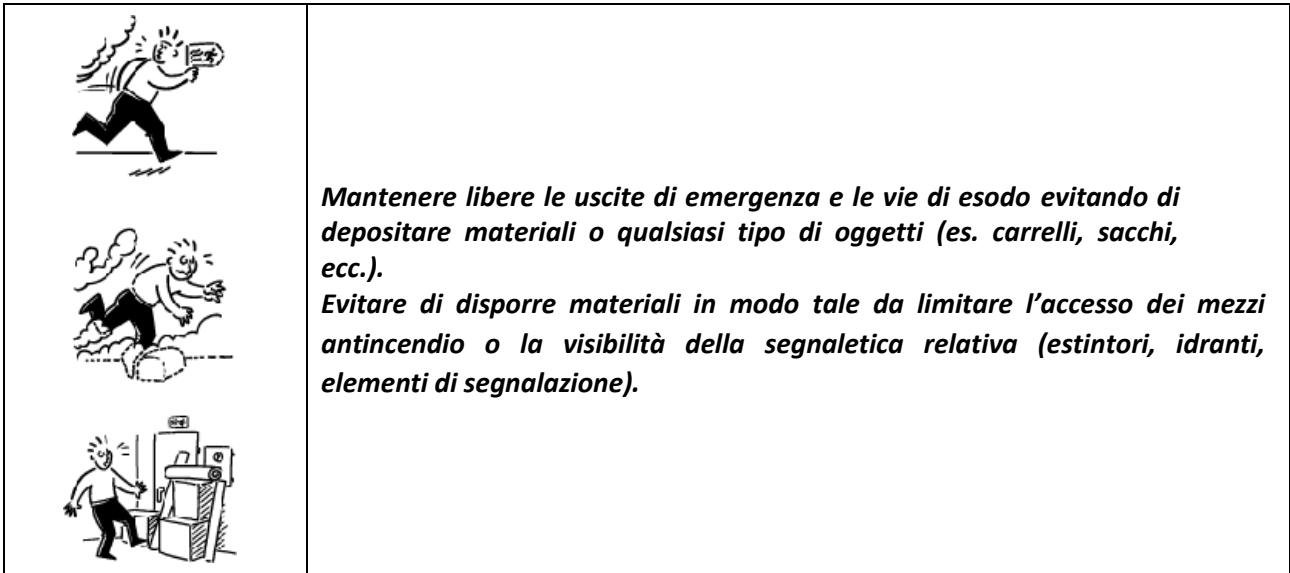 Mantenere libere le uscite di emergenza e le vie di esodo evitando di
depositare materiali o qualsiasi tipo di oggetti (es. carrelli, sacchi,
ecc.).
Evitare di disporre materiali in modo tale da limitare l’accesso dei mezzi
antincendio o la visibilità della segnaletica relativa (estintori, idranti,
elementi di segnalazione).